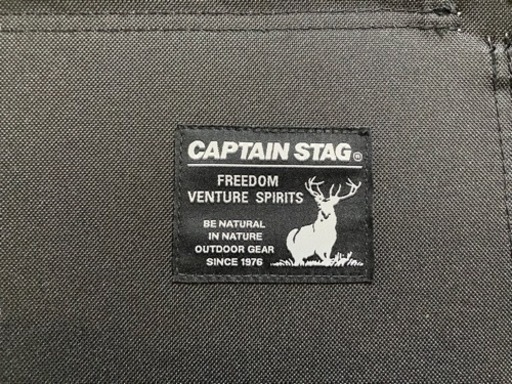 CAPTAIN STAG®
FREEDOM
VENTURE SPIRITS
BE NATURAL
IN NATURE
OUTDOOR GEAR
SINCE 1976